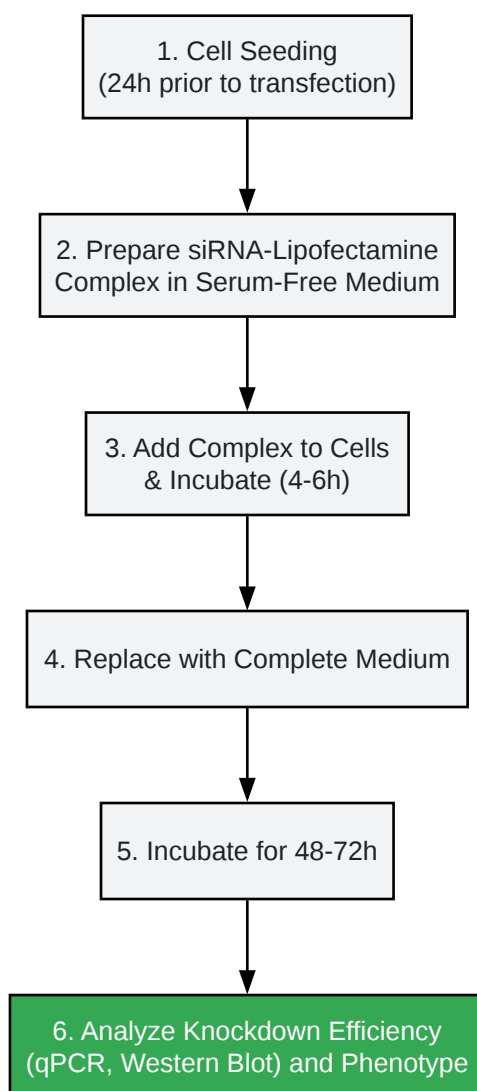 1. Cell Seeding
(24h prior to transfection)
2. Prepare siRNA-Lipofectamine
Complex in Serum-Free Medium
3. Add Complex to Cells
& Incubate (4-6h)
4. Replace with Complete Medium
5. Incubate for 48-72h
6. Analyze Knockdown Efficiency
(qPCR, Western Blot) and Phenotype